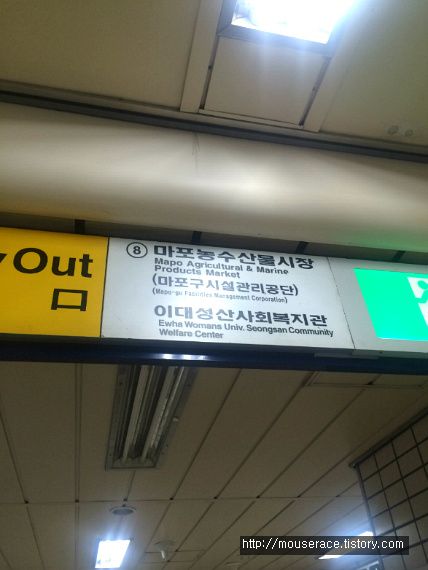 Out
口
⑧ 마포농수산물시장
Mapo Agricultural & Marine
Products Market
(마포구시설관리공단)
(Mapo-gu Facilities Management Corporation)
이대성산사회복지관
Ewha Womans Univ. Seongsan Community
Welfare Center
http://mouserace.tistory.com